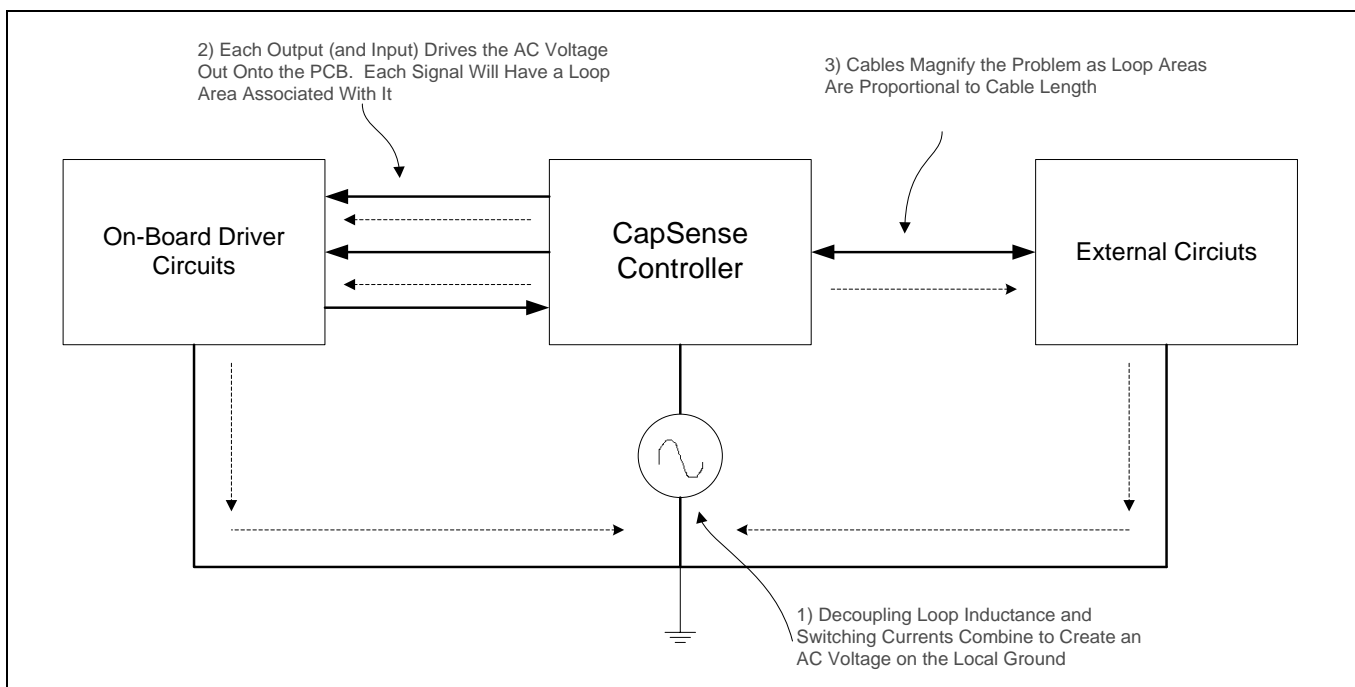 2) Each Output (and Input) Drives the AC Voltage
Out Onto the PCB.  Each Signal Will Have a Loop
Area Associated With It
3) Cables Magnify the Problem as Loop Areas
Are Proportional to Cable Length
On-Board Driver
Circuits
CapSense
Controller
External Circiuts
1) Decoupling Loop Inductance and
Switching Currents Combine to Create an
AC Voltage on the Local Ground